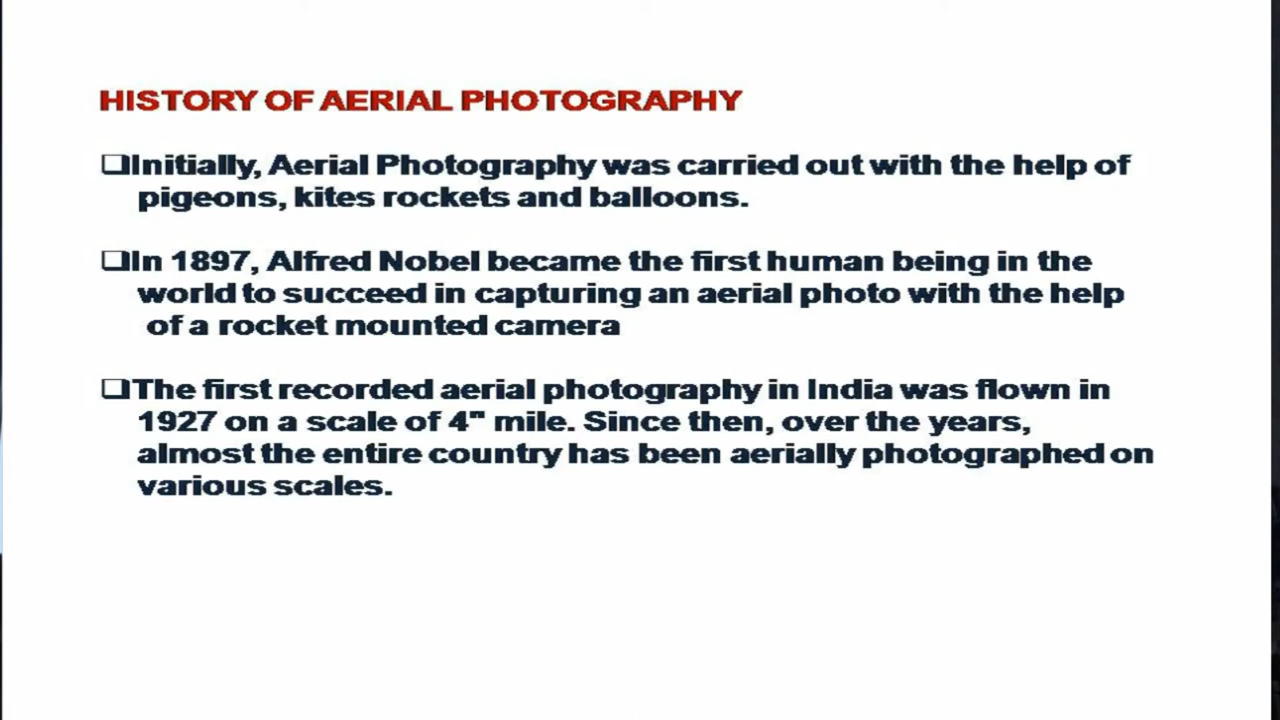 HISTORY OF AERIAL PHOTOGRAPHY
❑Initially, Aerial Photography was carried out with the help of
pigeons, kites rockets and balloons.
❑In 1897, Alfred Nobel became the first human being in the
world to succeed in capturing an aerial photo with the help
of a rocket mounted camera
❑The first recorded aerial photography in India was flown in
1927 on a scale of 4" mile. Since then, over the years,
almost the entire country has been aerially photographed on
various scales.